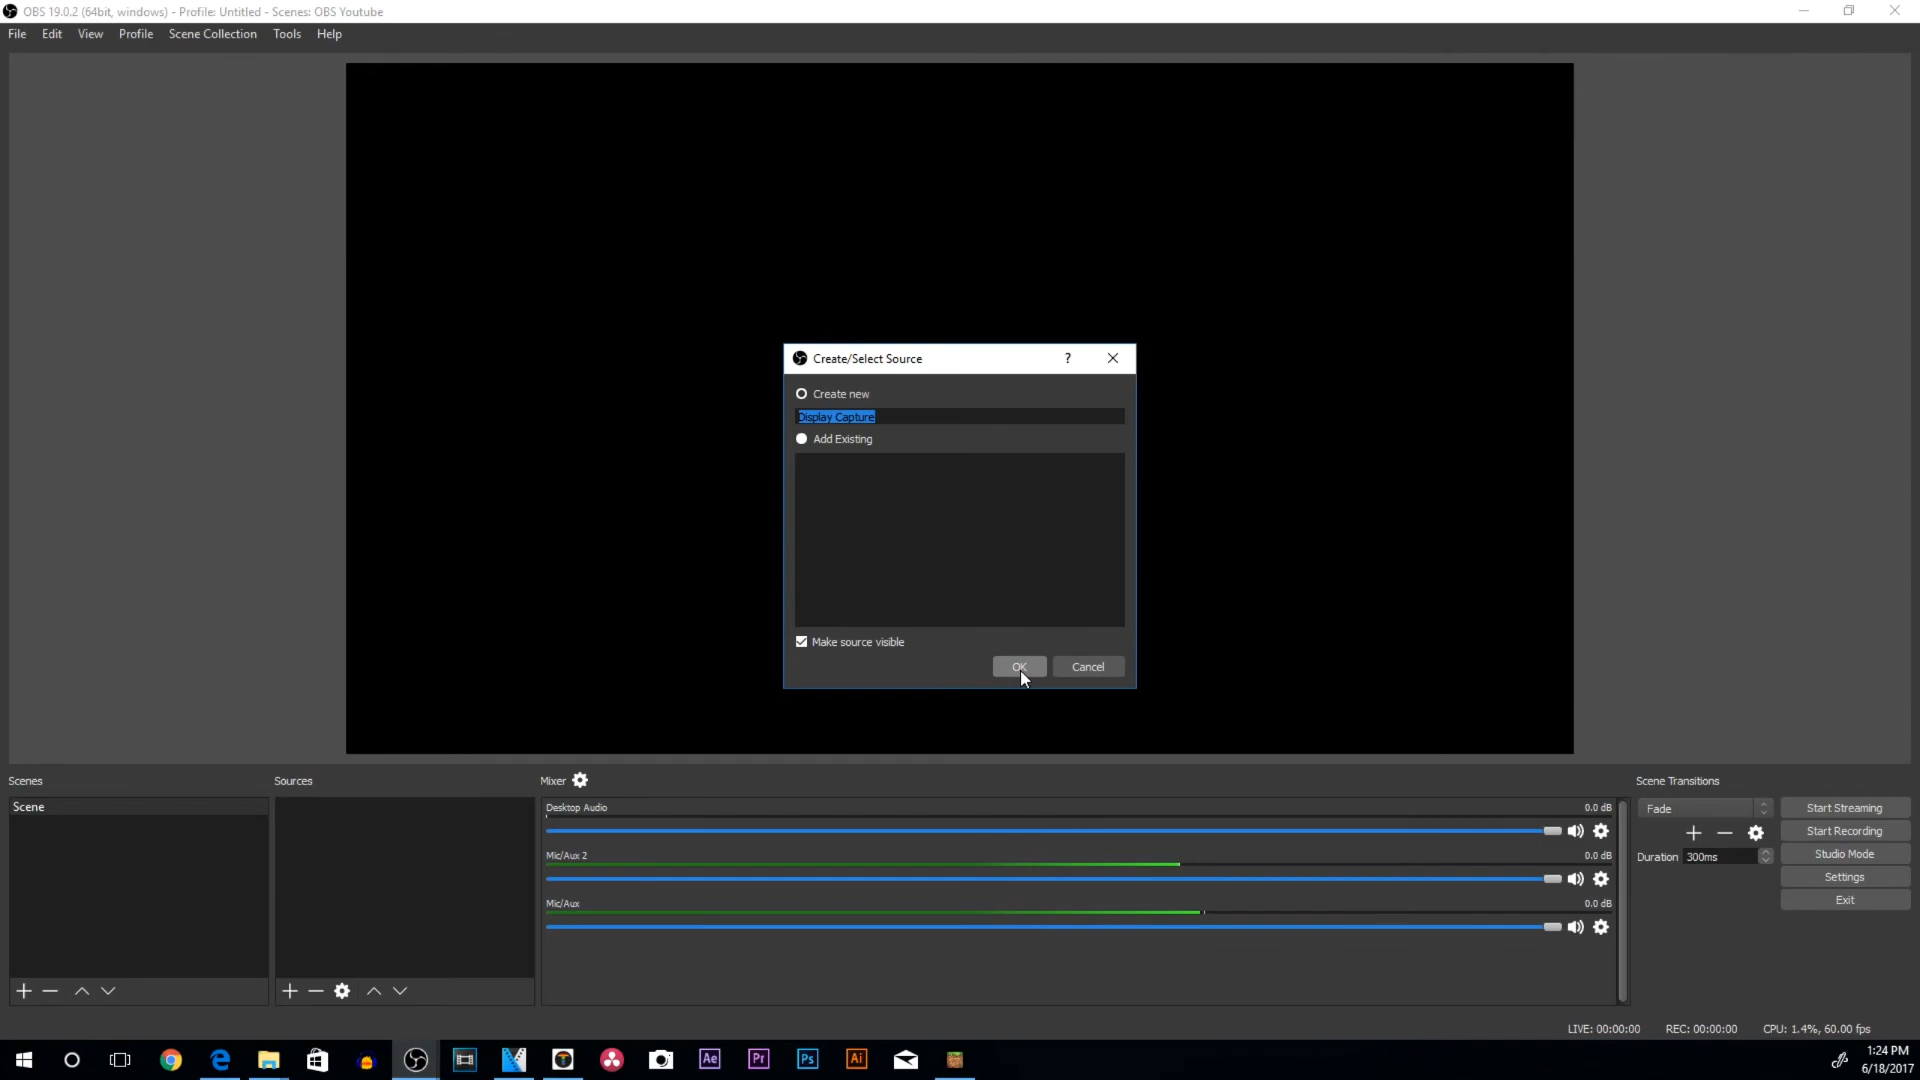 OBS 19.0.2 (64bit, windows) - Profile: Untitled - Scenes: OBS Youtube
File Edit View Profile Scene Collection Tools Help
Create/Select Source ?
Create new
Display Capture
Add Existing
Make source visible
OK Cancel
Scenes Sources Mixer Scene Transitions
Scene
Desktop Audio 0.0 dB
Mic/Aux 2 0.0 dB
Mic/Aux 0.0 dB
Fade
Duration 300ms
Start Streaming
Start Recording
Studio Mode
Settings
Exit
LIVE: 00:00:00 REC: 00:00:00 CPU: 1.4%, 60.00 fps
Ae Pr Ps Ai
1:24 PM
6/18/2017